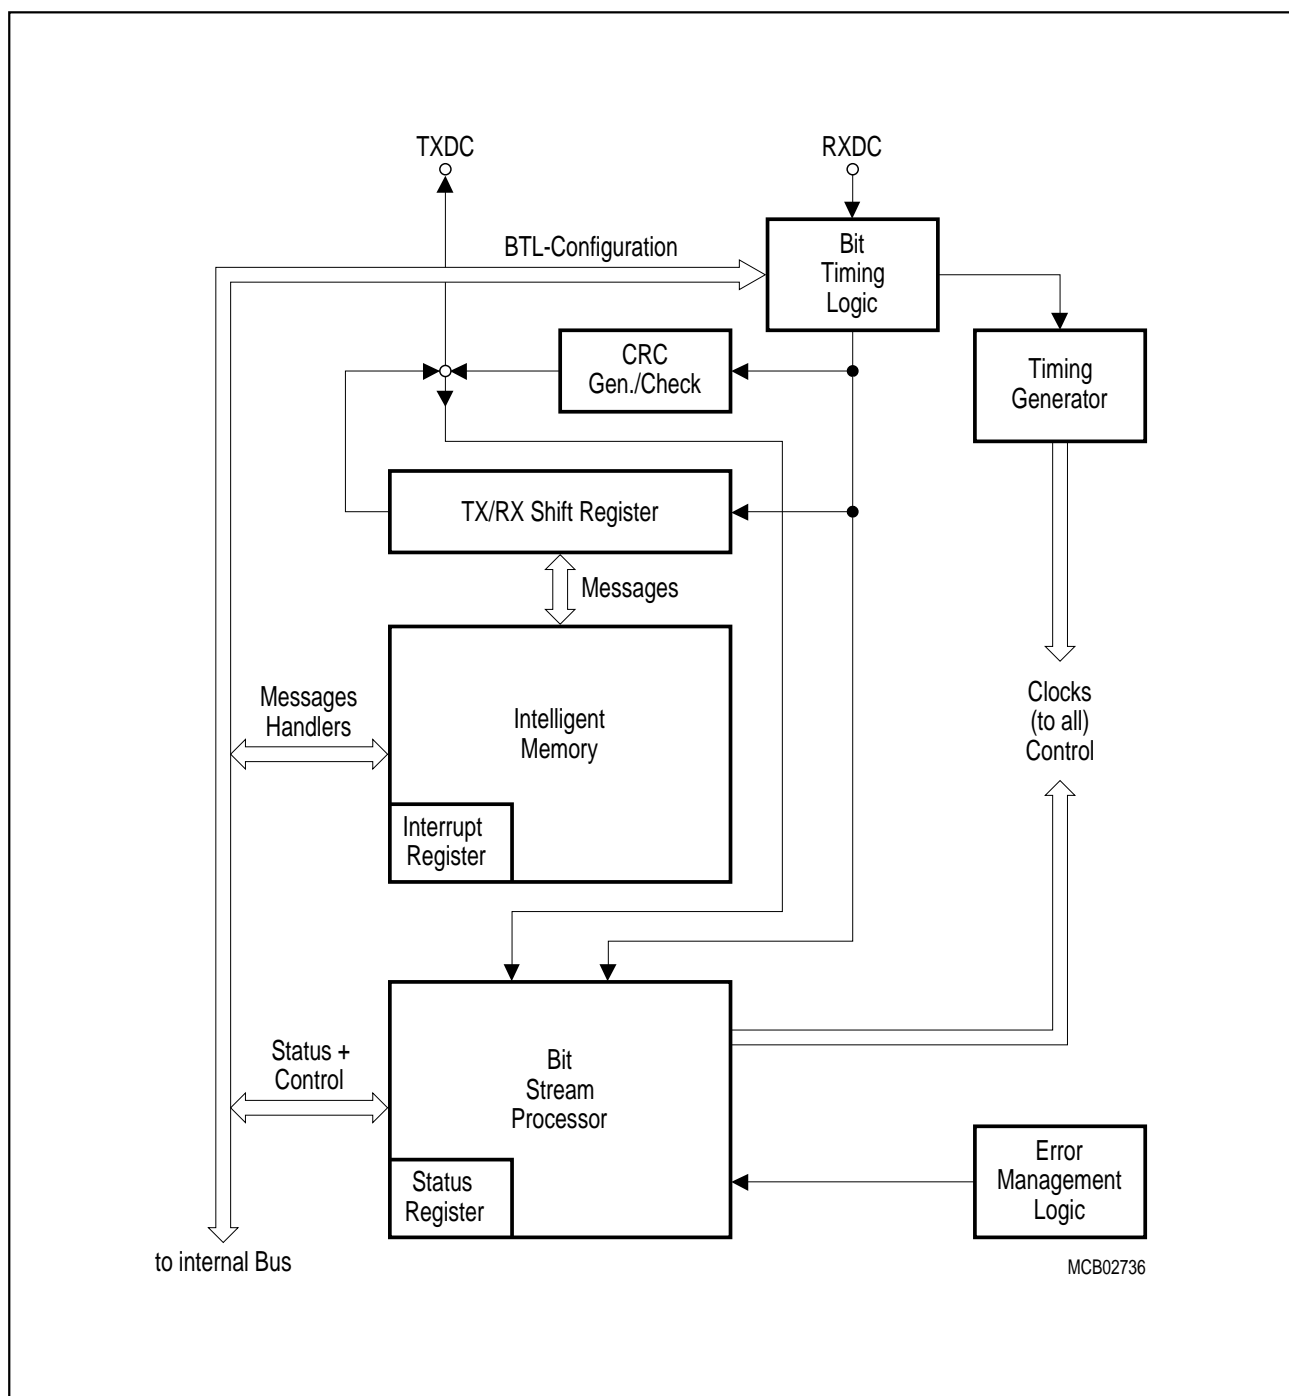 TXDC
RXDC
BTL-Configuration
Bit
Timing
Logic
CRC
Gen./Check
Timing
Generator
TX/RX Shift Register
Messages
Messages
Handlers
Intelligent
Memory
Clocks
(to all)
Control
Interrupt
Register
Status +
Control
Bit
Stream
Processor
Status
Register
Error
Management
Logic
to internal Bus
MCB02736